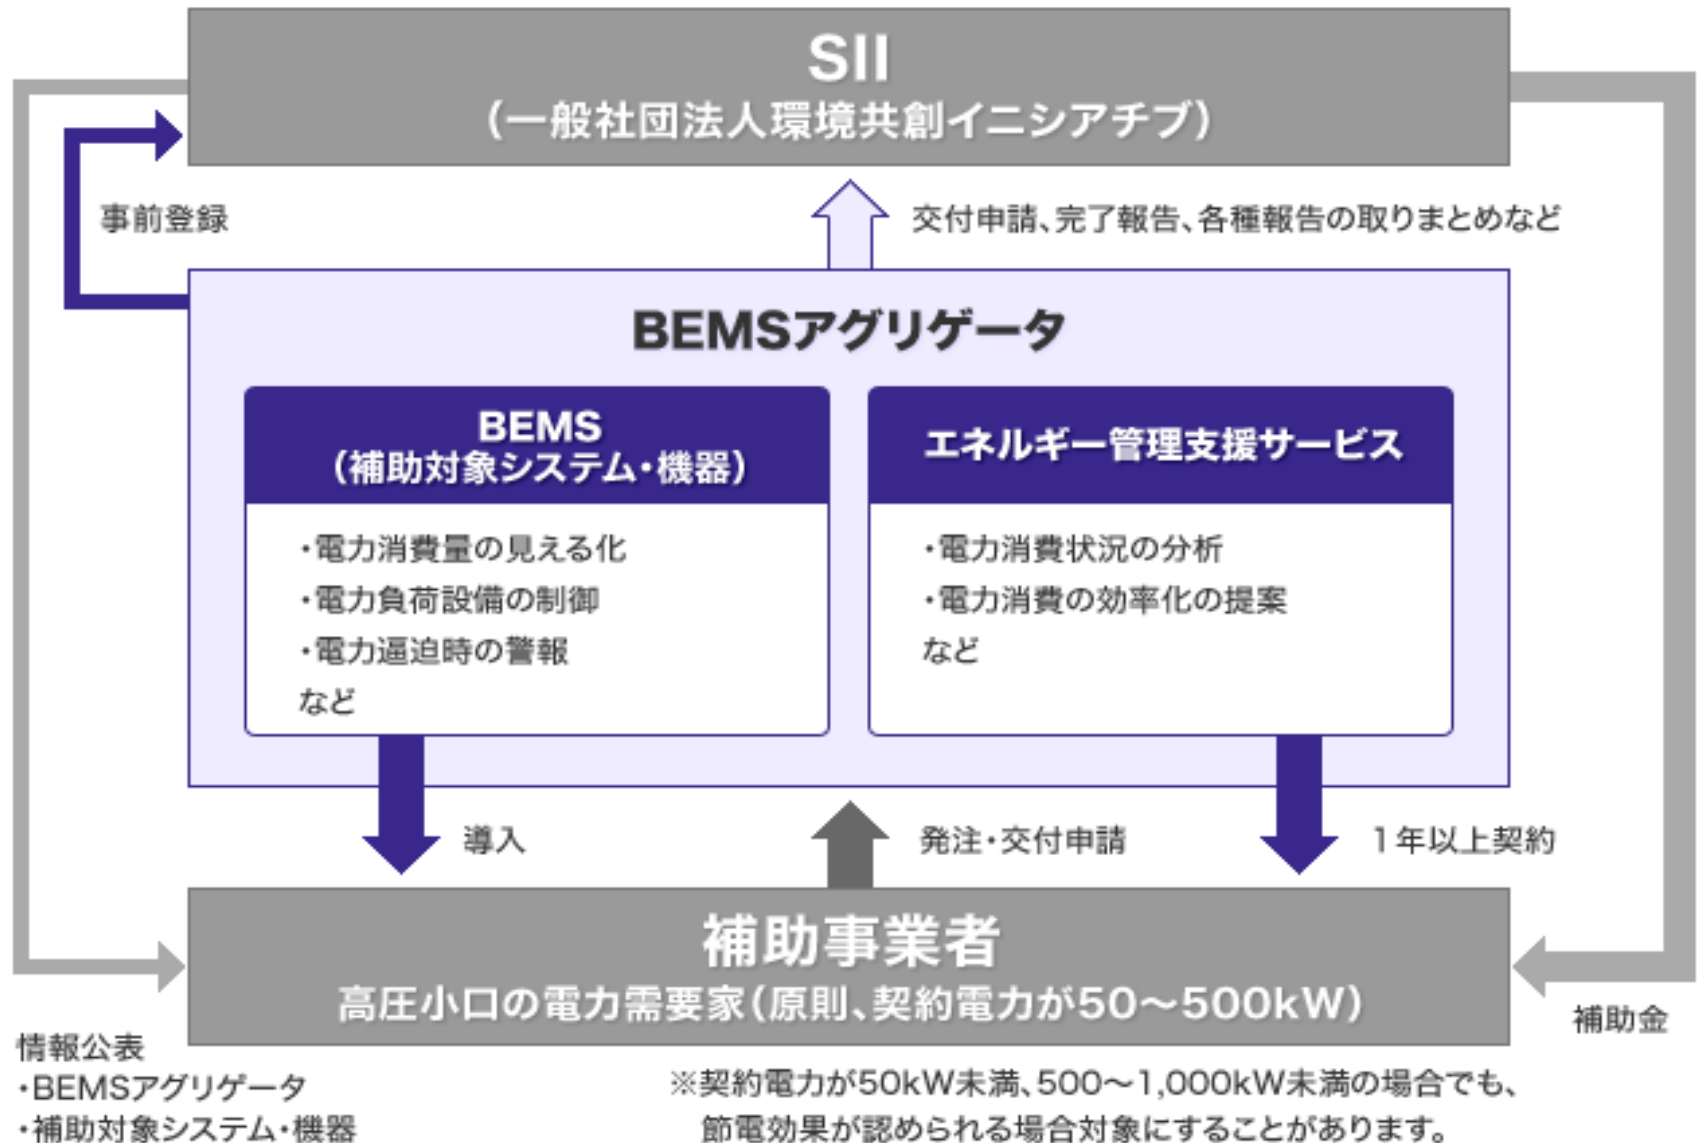 SII
（一般社団法人環境共創イニシアチブ）
事前登録
交付申請、完了報告、各種報告の取りまとめなど
BEMSアグリゲータ
BEMS
（補助対象システム・機器）
・電力消費量の見える化
・電力負荷設備の制御
・電力逼迫時の警報
など
エネルギー管理支援サービス
・電力消費状況の分析
・電力消費の効率化の提案
など
導入
発注・交付申請
1年以上契約
補助事業者
高圧小口の電力需要家（原則、契約電力が50～500kW）
補助金
情報公表
・BEMSアグリゲータ
・補助対象システム・機器
※契約電力が50kW未満、500～1,000kW未満の場合でも、
節電効果が認められる場合対象にすることがあります。